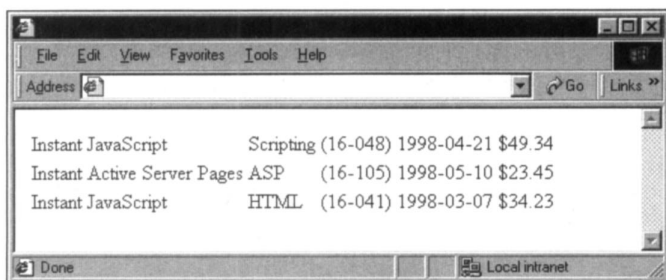 File Edit View Favorites Tools Help
Address Go Links »
Instant JavaScript Scripting (16-048) 1998-04-21 $49.34
Instant Active Server Pages ASP (16-105) 1998-05-10 $23.45
Instant JavaScript HTML (16-041) 1998-03-07 $34.23
Done Local intranet